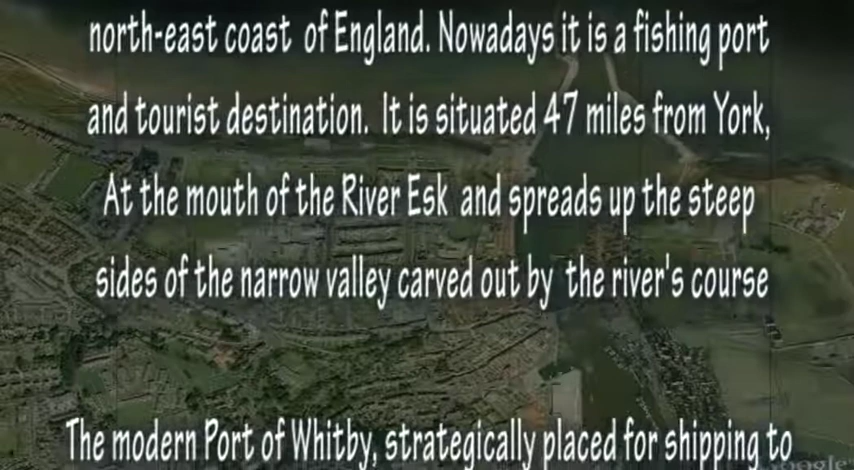 north-east coast of England. Nowadays it is a fishing port
and tourist destination. It is situated 47 miles from York,
At the mouth of the River Esk and spreads up the steep
sides of the narrow valley carved out by the river's course
The modern Port of Whitby, strategically placed for shipping to
Google